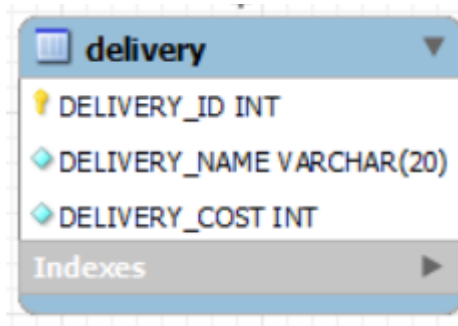 delivery
DELIVERY_ID INT
DELIVERY_NAME VARCHAR(20)
DELIVERY_COST INT
Indexes